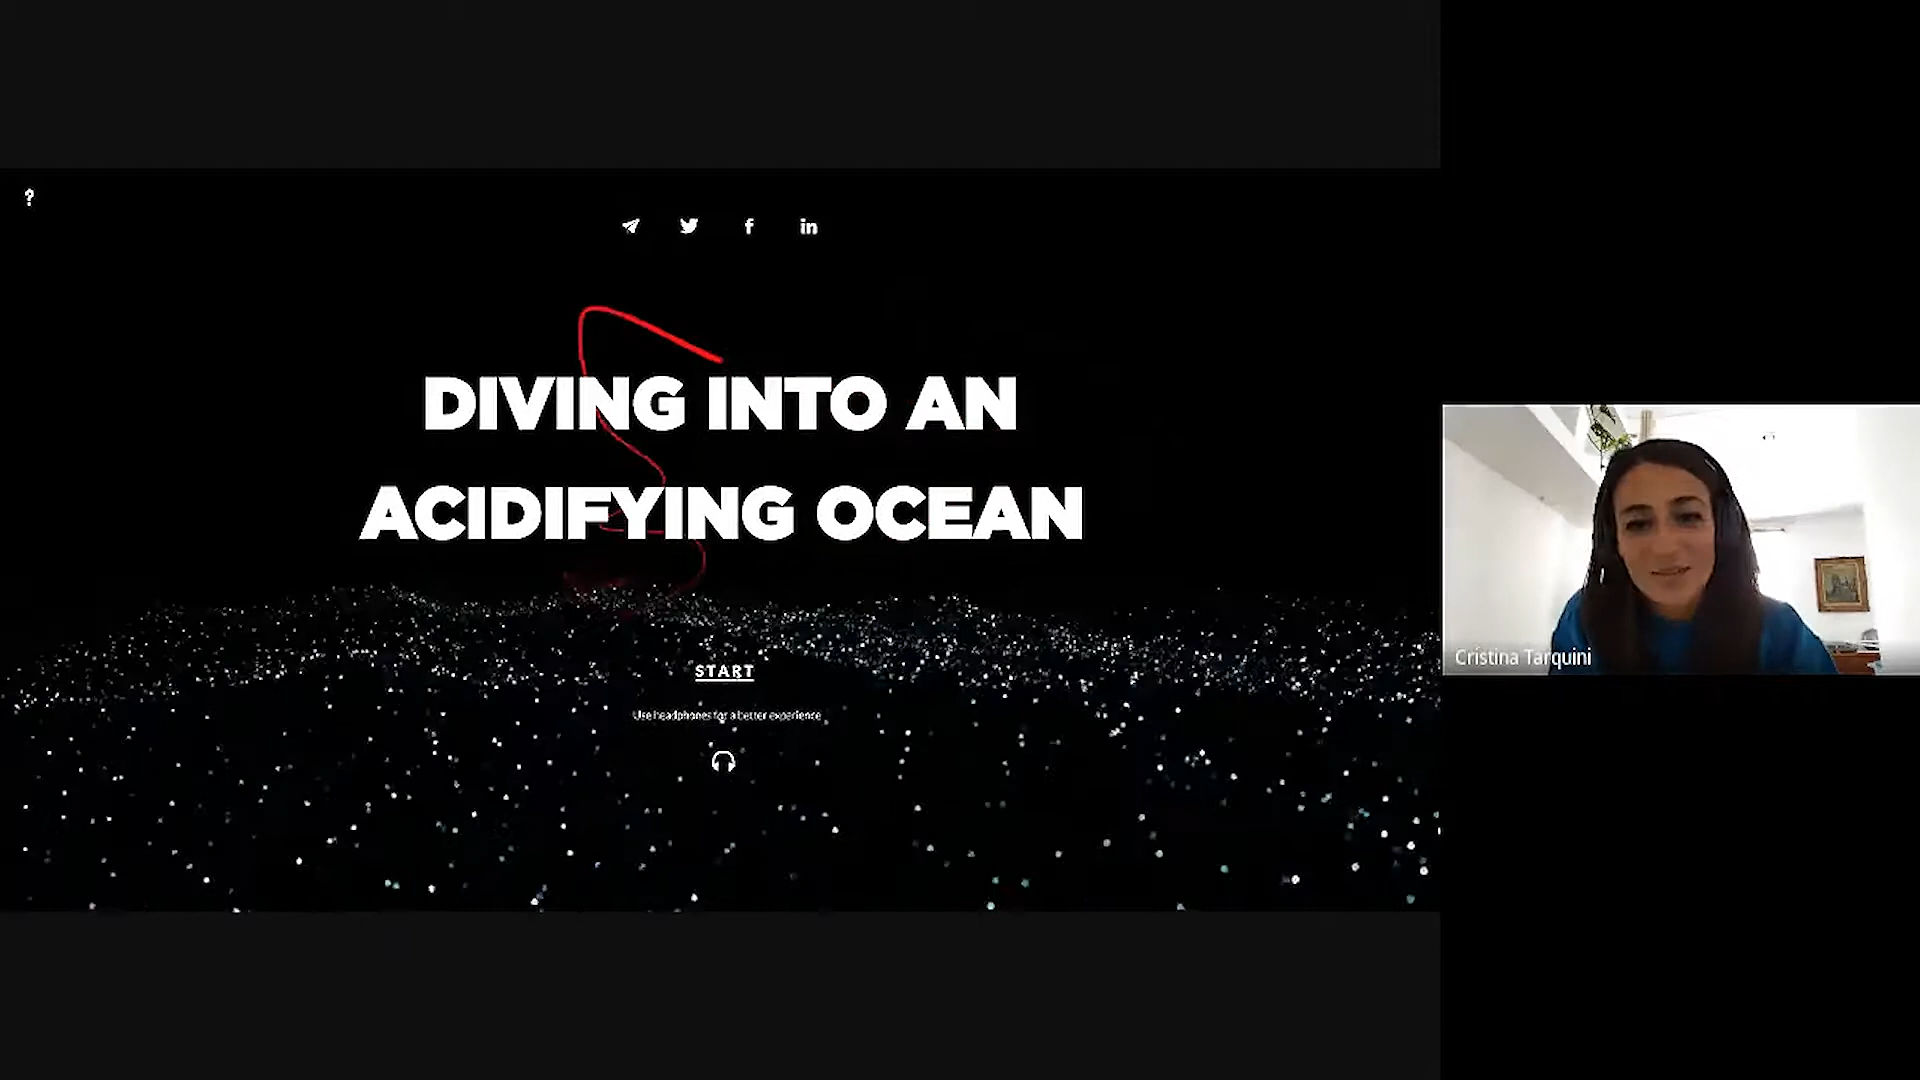 ?
DIVING INTO AN
ACIDIFYING OCEAN
START
Use headphones for a better experience
Cristina Tarquini